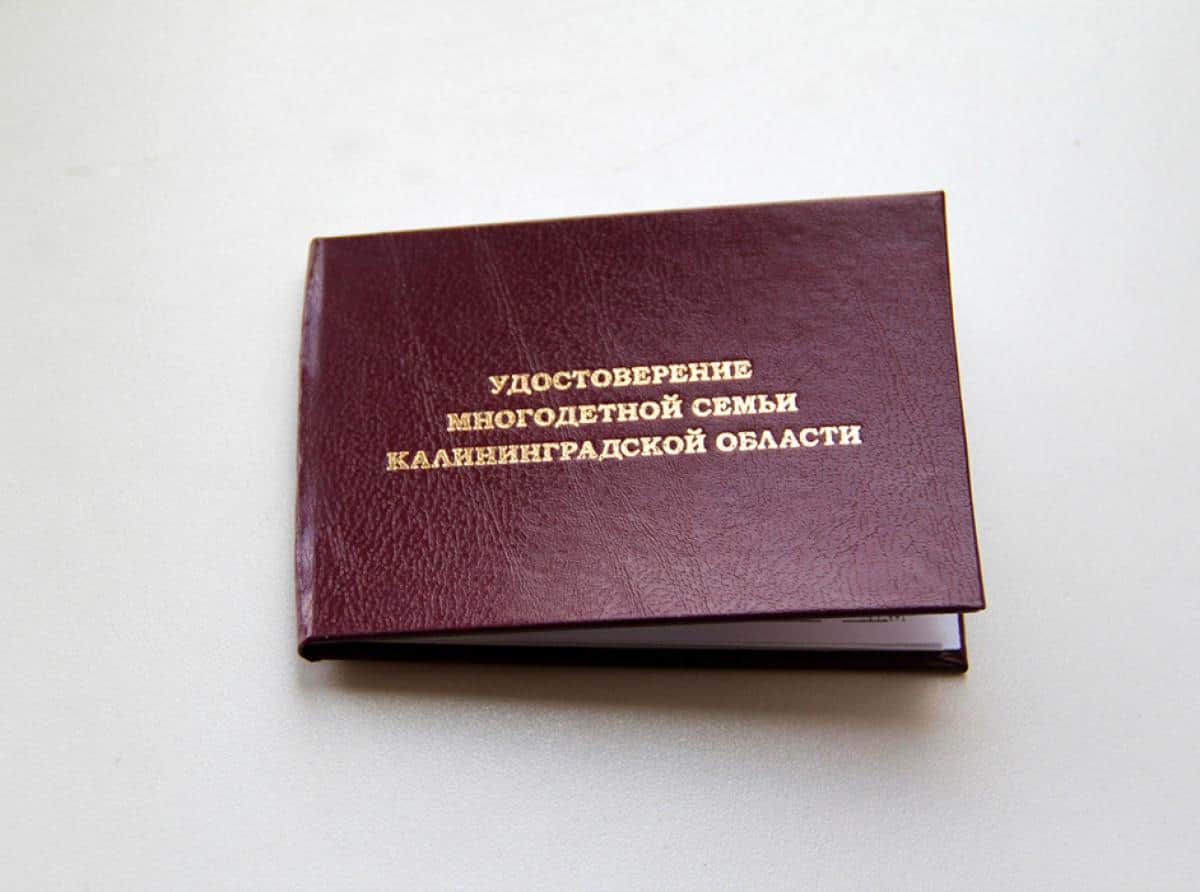 УДОСТОВЕРЕНИЕ
МНОГОДЕТНОЙ СЕМЬИ
КАЛИНИНГРАДСКОЙ ОБЛАСТИ